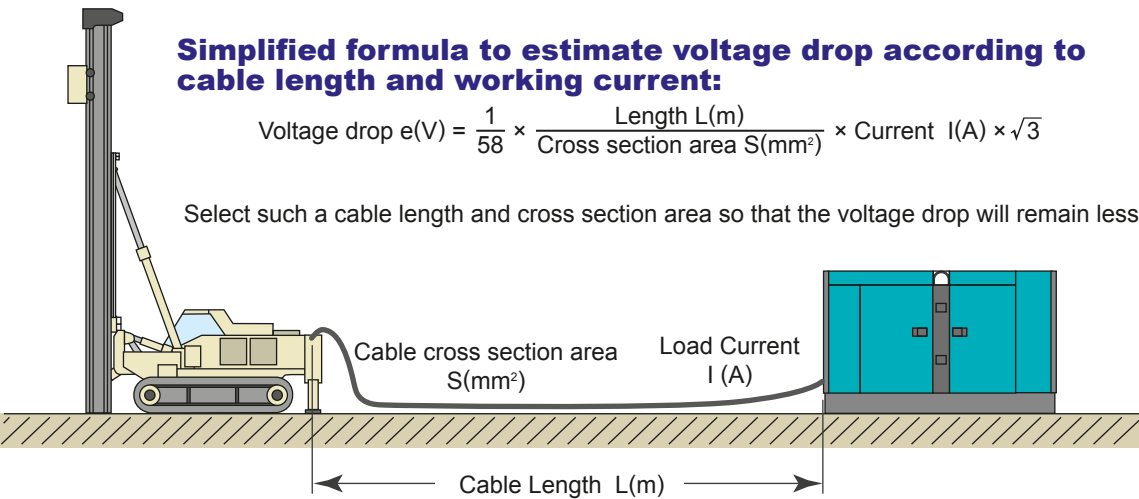 Simplified formula to estimate voltage drop according to
cable length and working current:
Voltage drop e(V) = 1/58 × Length L(m)/Cross section area S(mm²) × Current I(A) × √3
Select such a cable length and cross section area so that the voltage drop will remain less
Cable cross section area
S(mm²)
Load Current
I (A)
Cable Length L(m)